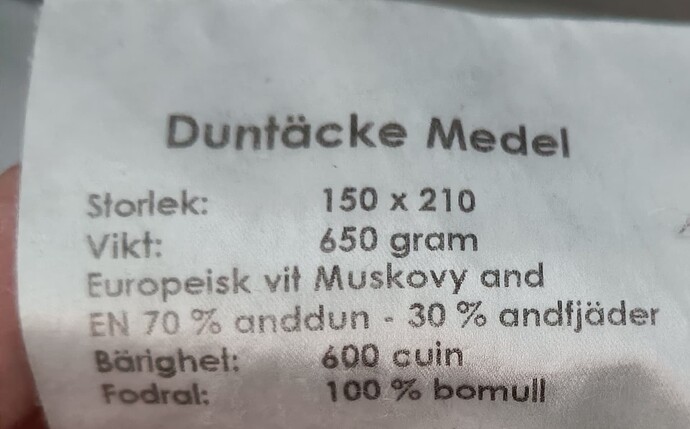 Duntäcke Medel
Storlek: 150 x 210
Vikt: 650 gram
Europeisk vit Muskovy and
EN 70 % anddun - 30 % andfjäder
Bärighet: 600 cuin
Fodral: 100 % bomull